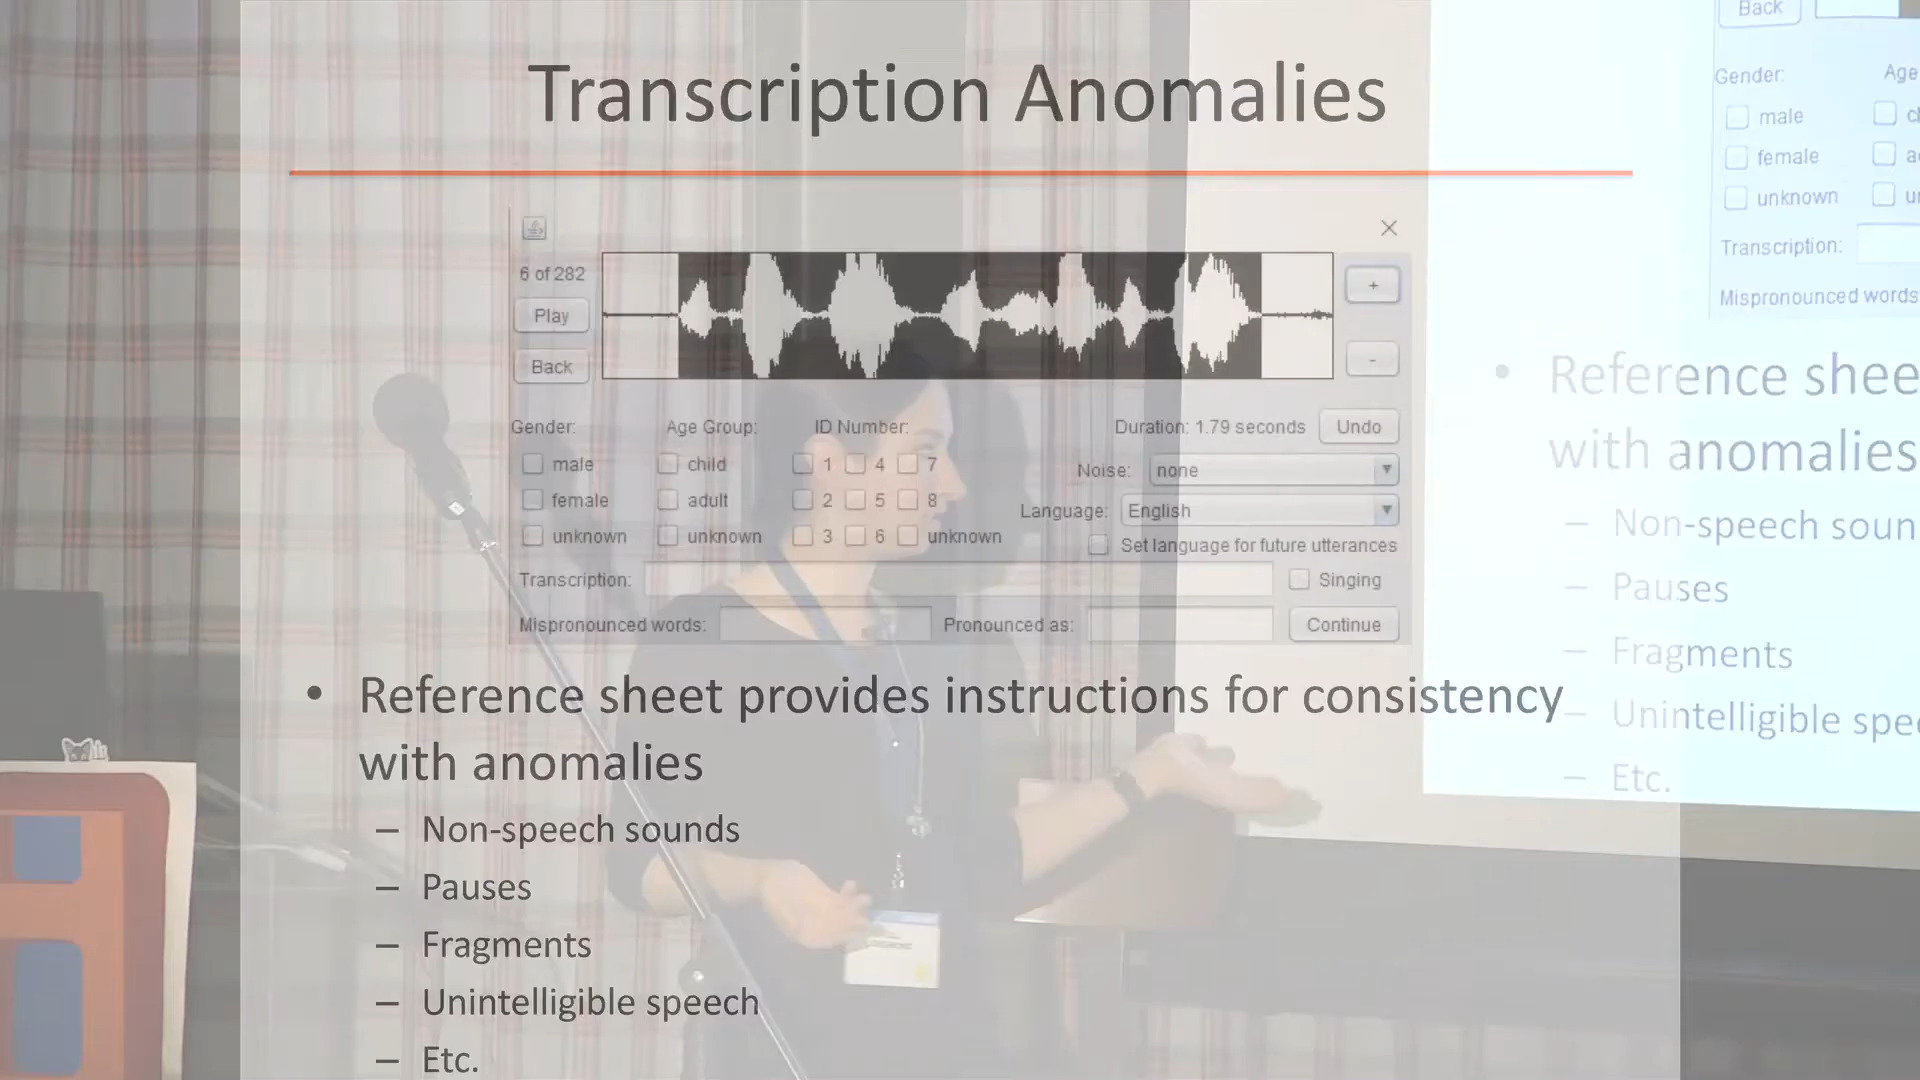 Transcription Anomalies
6 of 282
Play
Back
+
-
Gender: Age Group: ID Number: Duration: 1.79 seconds Undo
male child 1 4 7 Noise: none
female adult 2 5 8 Language: English
unknown unknown 3 6 unknown Set language for future utterances
Transcription: Singing
Mispronounced words: Pronounced as: Continue
• Reference sheet provides instructions for consistency
with anomalies
– Non-speech sounds
– Pauses
– Fragments
– Unintelligible speech
– Etc.
Back
Gender: Age
male
female
unknown
Transcription:
Mispronounced words
• Reference
with anomalies
– Non-speech
– Pauses
– Fragments
– Unintelligible
– Etc.